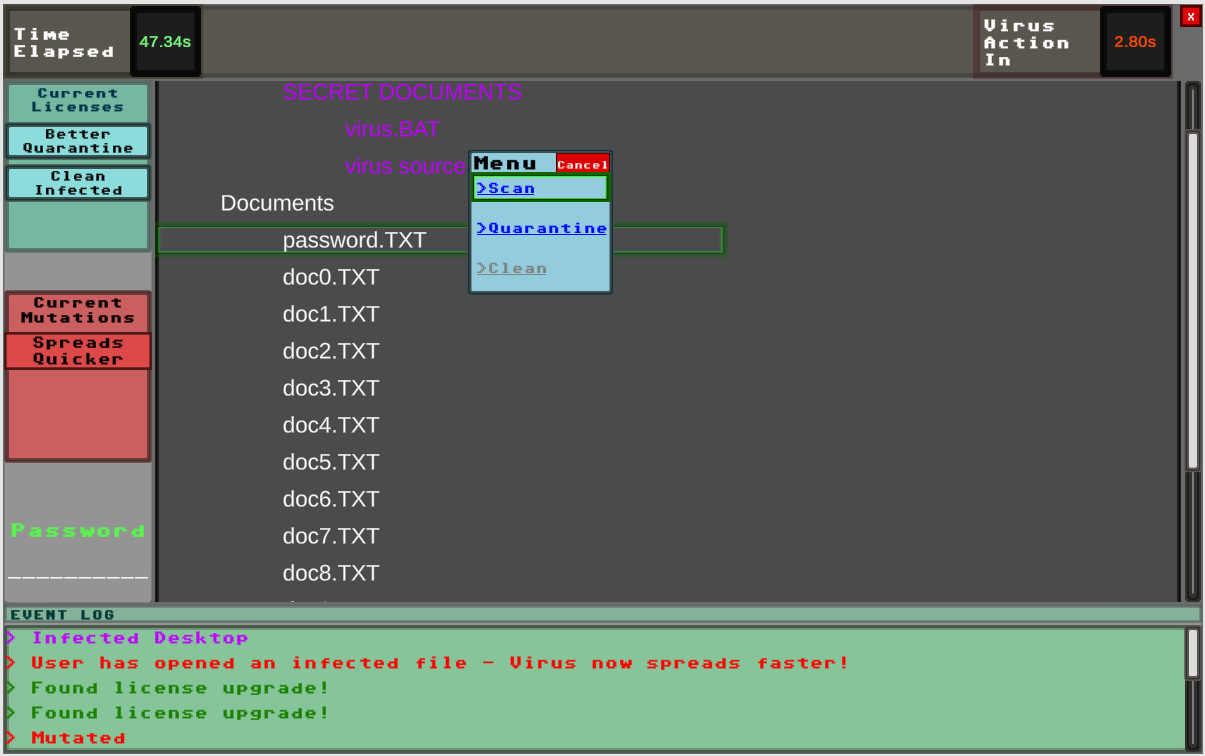 Time
Elapsed
47.34s
Virus
Action
In
2.80s
X
Current
Licenses
Better
Quarantine
Clean
Infected
Current
Mutations
Spreads
Quicker
Password
__________
SECRET DOCUMENTS
virus.BAT
virus source
Menu
Cancel
>Scan
>Quarantine
>Clean
Documents
password.TXT
doc0.TXT
doc1.TXT
doc2.TXT
doc3.TXT
doc4.TXT
doc5.TXT
doc6.TXT
doc7.TXT
doc8.TXT
EVENT LOG
> Infected Desktop
> User has opened an infected file - Virus now spreads faster!
> Found license upgrade!
> Found license upgrade!
> Mutated